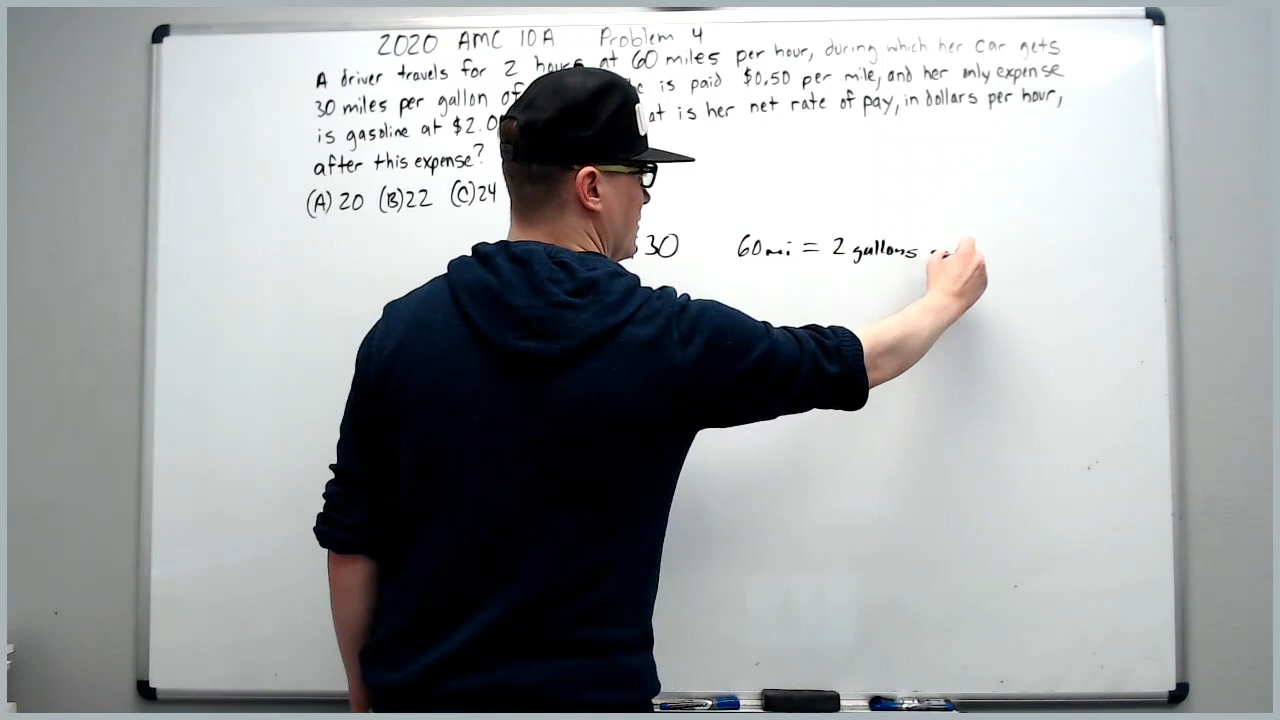 2020 AMC 10A Problem 4
A driver travels for 2 hours at 60 miles per hour, during which her car gets
30 miles per gallon of is paid $0.50 per mile, and her only expense
is gasoline at $2.0 at is her net rate of pay, in dollars per hour,
after this expense?
(A) 20 (B) 22 (C) 24
30 60mi = 2 gallons